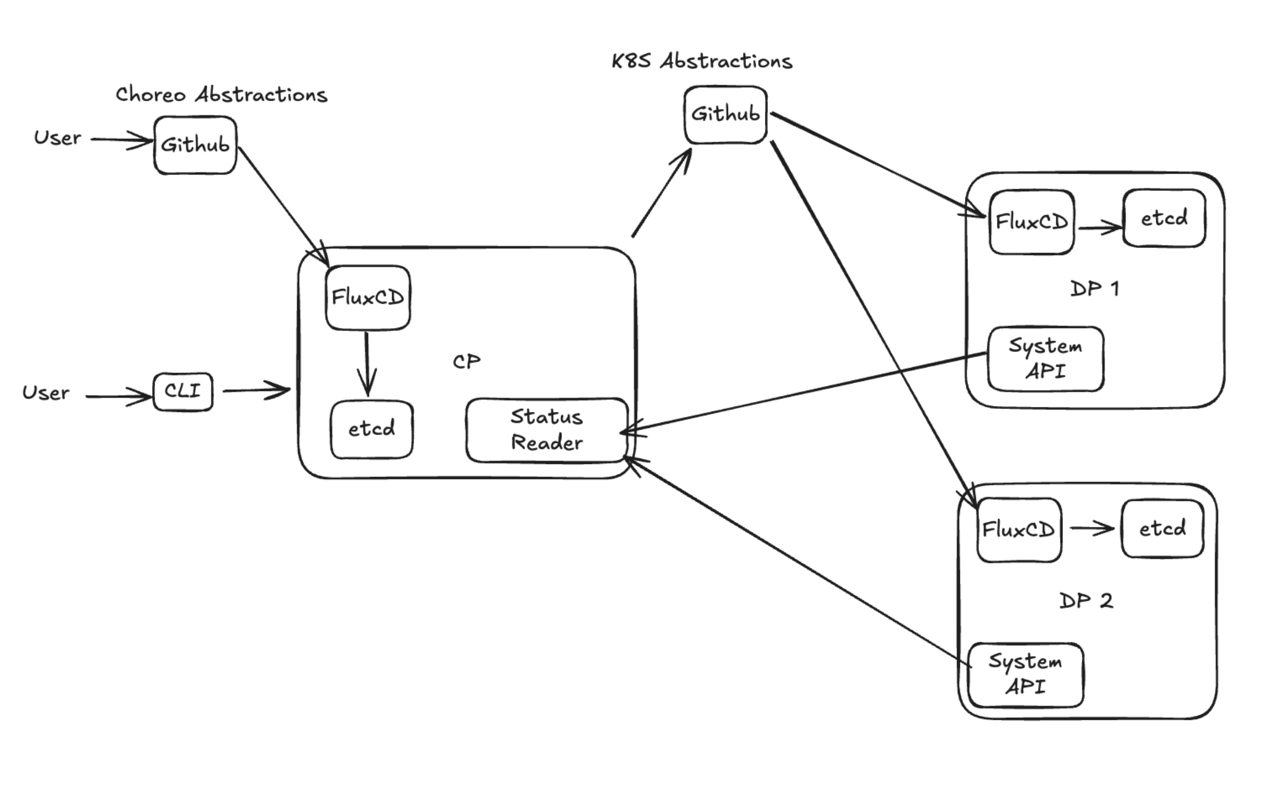 K8S Abstractions
Choreo Abstractions
Github
User
Github
FluxCD
etcd
FluxCD
DP 1
CP
System
API
User
CLI
etcd
Status
Reader
FluxCD
etcd
DP 2
System
API